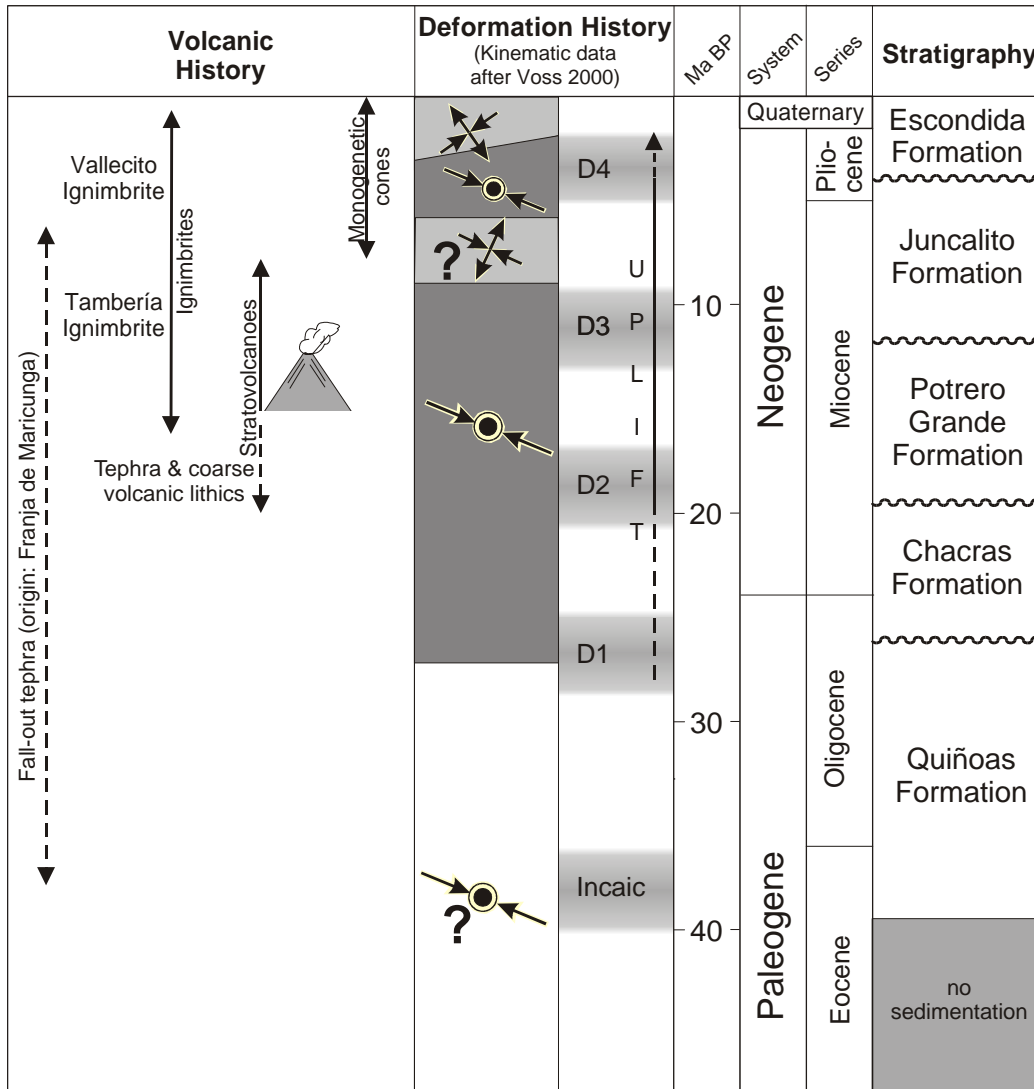 Volcanic
History
Deformation History
(Kinematic data
after Voss 2000)
Ma BP
System
Series
Stratigraphy
Vallecito
Ignimbrite
Tambería
Ignimbrite
Ignimbrites
Monogenetic
cones
Stratovolcanoes
Tephra & coarse
volcanic lithics
Fall-out tephra (origin: Franja de Maricunga)
?
?
D4
D3
D2
D1
Incaic
U
P
L
I
F
T
10
20
30
40
Quaternary
Neogene
Paleogene
Plio-
cene
Miocene
Oligocene
Eocene
Escondida
Formation
Juncalito
Formation
Potrero
Grande
Formation
Chacras
Formation
Quiñoas
Formation
no
sedimentation